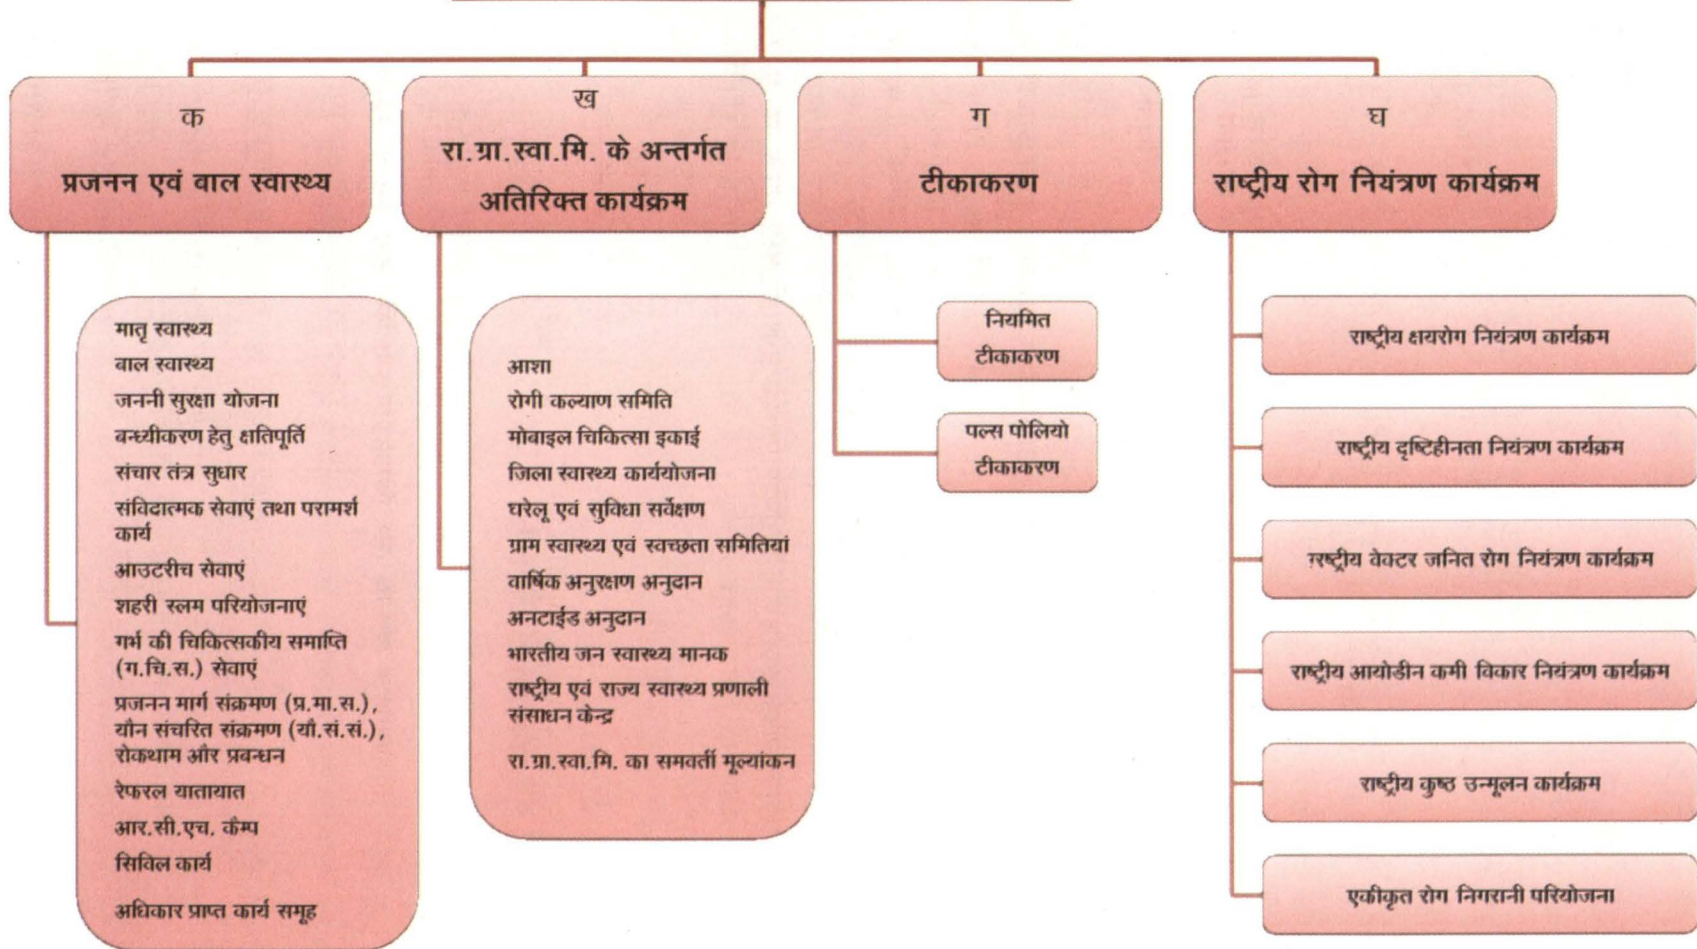 क
प्रजनन एवं वाल स्वास्थ्य
ख
रा.ग्रा.स्वा.मि. के अन्तर्गत
अतिरिक्त कार्यक्रम
ग
टीकाकरण
घ
राष्ट्रीय रोग नियंत्रण कार्यक्रम
मातृ स्वास्थ्य
वाल स्वास्थ्य
जननी सुरक्षा योजना
बन्ध्यीकरण हेतु क्षतिपूर्ति
संचार तंत्र सुधार
संविदात्मक सेवाएं तथा परामर्श
कार्य
आउटरीच सेवाएं
शहरी स्लम परियोजनाएं
गर्भ की चिकित्सकीय समाप्ति
(ग.चि.स.) सेवाएं
प्रजनन मार्ग संक्रमण (प्र.मा.स.),
यौन संचरित संक्रमण (यौ.सं.सं.),
रोकथाम और प्रबन्धन
रेफरल यातायात
आर.सी.एच. कैम्प
सिविल कार्य
अधिकार प्राप्त कार्य समूह
आशा
रोगी कल्याण समिति
मोबाइल चिकित्सा इकाई
जिला स्वास्थ्य कार्ययोजना
घरेलू एवं सुविधा सर्वेक्षण
ग्राम स्वास्थ्य एवं स्वच्छता समितियां
वार्षिक अनुरक्षण अनुदान
अनटाईड अनुदान
भारतीय जन स्वास्थ्य मानक
राष्ट्रीय एवं राज्य स्वास्थ्य प्रणाली
संसाधन केन्द्र
रा.ग्रा.स्वा.मि. का समवर्ती मूल्यांकन
नियमित
टीकाकरण
पल्स पोलियो
टीकाकरण
राष्ट्रीय क्षयरोग नियंत्रण कार्यक्रम
राष्ट्रीय दृष्टिहीनता नियंत्रण कार्यक्रम
राष्ट्रीय वेक्टर जनित रोग नियंत्रण कार्यक्रम
राष्ट्रीय आयोडीन कमी विकार नियंत्रण कार्यक्रम
राष्ट्रीय कुष्ठ उन्मूलन कार्यक्रम
एकीकृत रोग निगरानी परियोजना